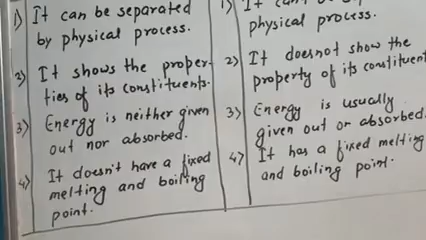 1) It can be separated
by physical process.
2) It shows the proper-
ties of its constituents.
3) Energy is neither given
out nor absorbed.
4) It doesn't have a fixed
melting and boiling
point.
1) It
physical process.
2) It doesnot show the
property of its constituent
3) Energy is usually
given out or absorbed.
4) It has a fixed melting
and boiling point.